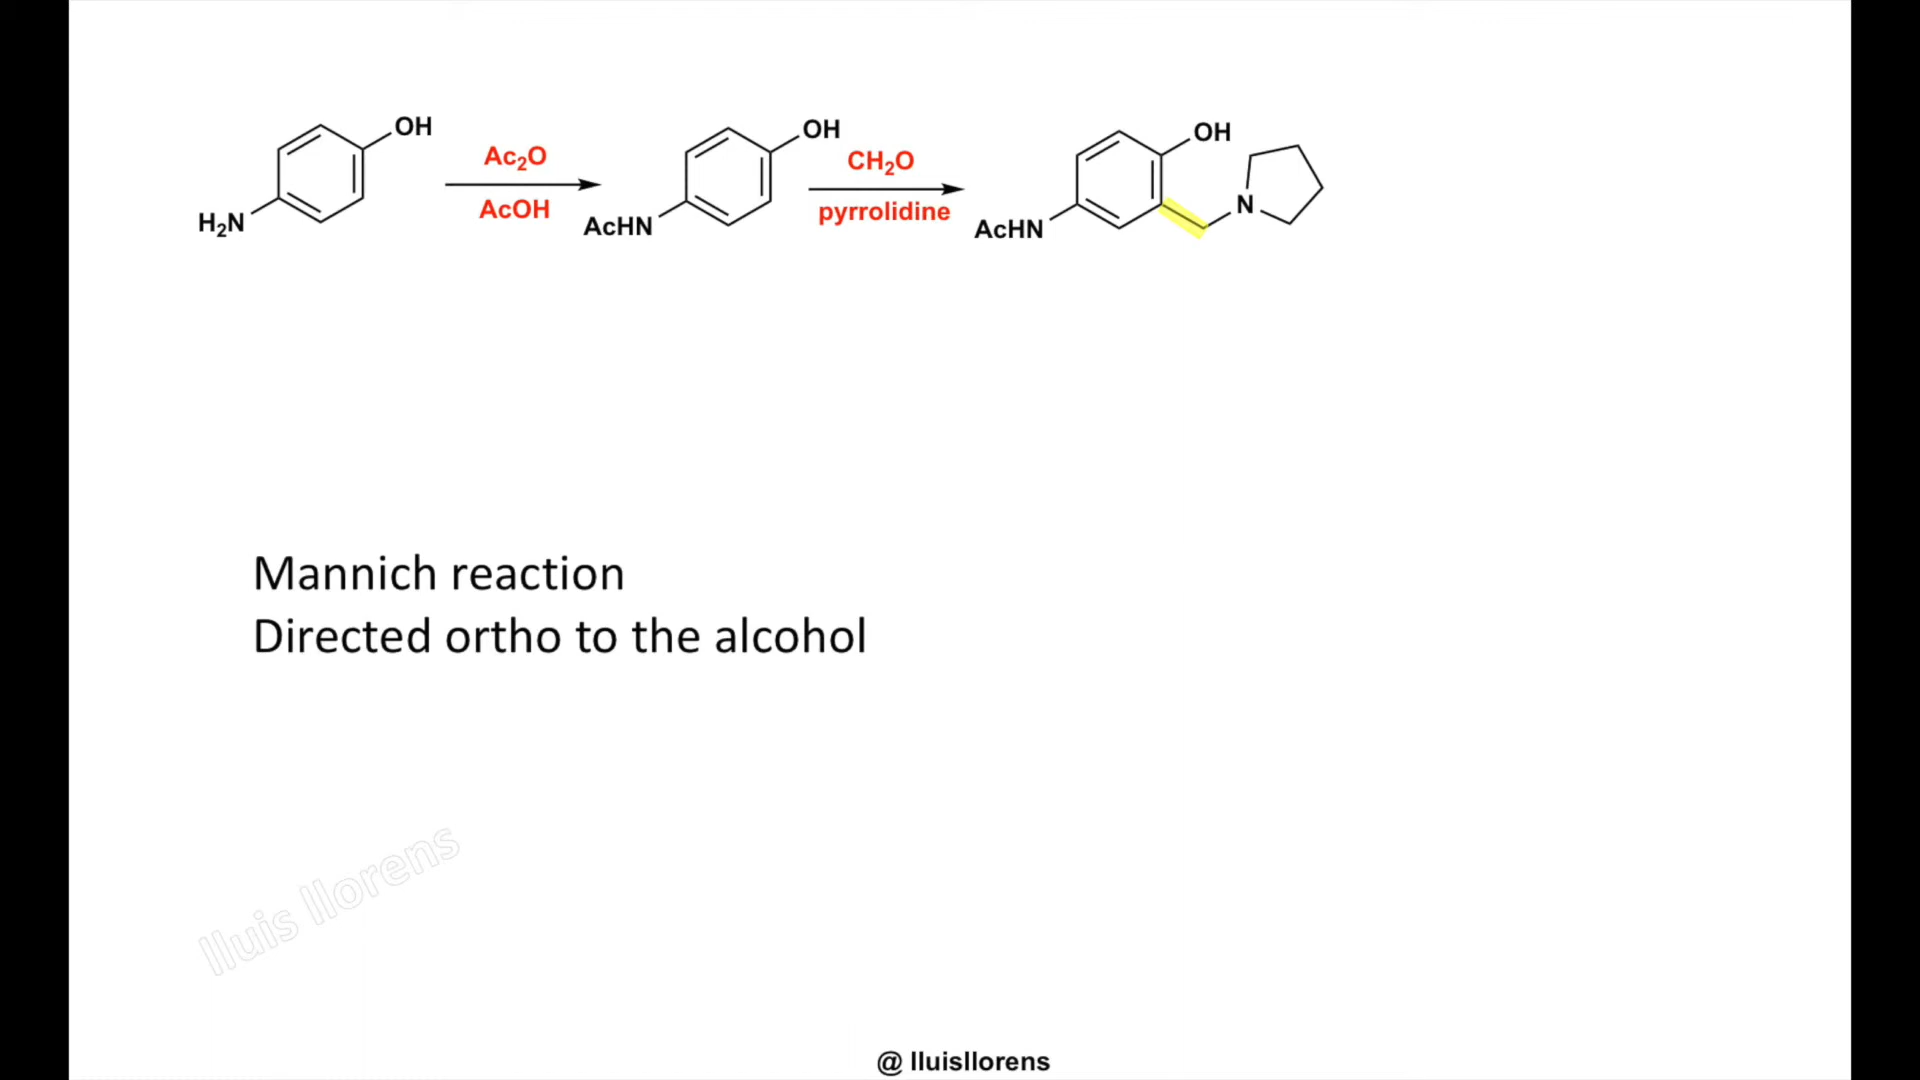 OH
H₂N
Ac₂O
AcOH
OH
AcHN
CH₂O
pyrrolidine
OH
N
AcHN
Mannich reaction
Directed ortho to the alcohol
lluis llorens
@ lluisllorens